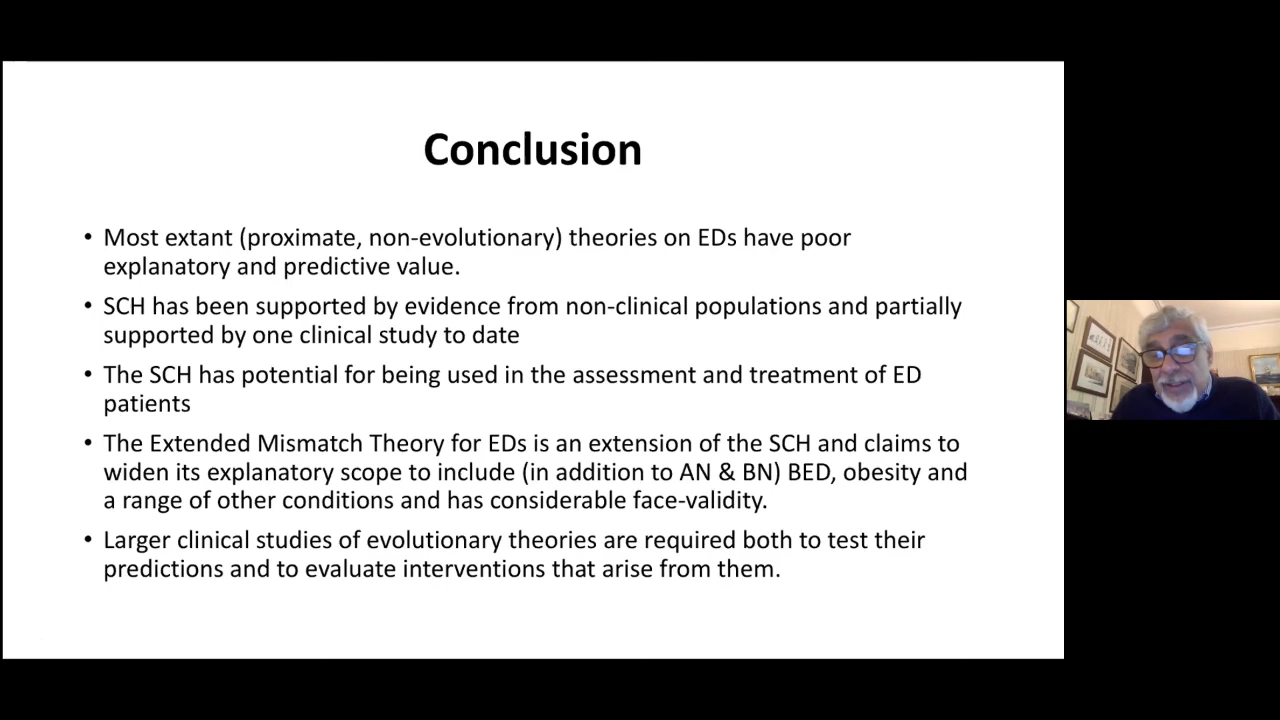 Conclusion
• Most extant (proximate, non-evolutionary) theories on EDs have poor
explanatory and predictive value.
• SCH has been supported by evidence from non-clinical populations and partially
supported by one clinical study to date
• The SCH has potential for being used in the assessment and treatment of ED
patients
• The Extended Mismatch Theory for EDs is an extension of the SCH and claims to
widen its explanatory scope to include (in addition to AN & BN) BED, obesity and
a range of other conditions and has considerable face-validity.
• Larger clinical studies of evolutionary theories are required both to test their
predictions and to evaluate interventions that arise from them.